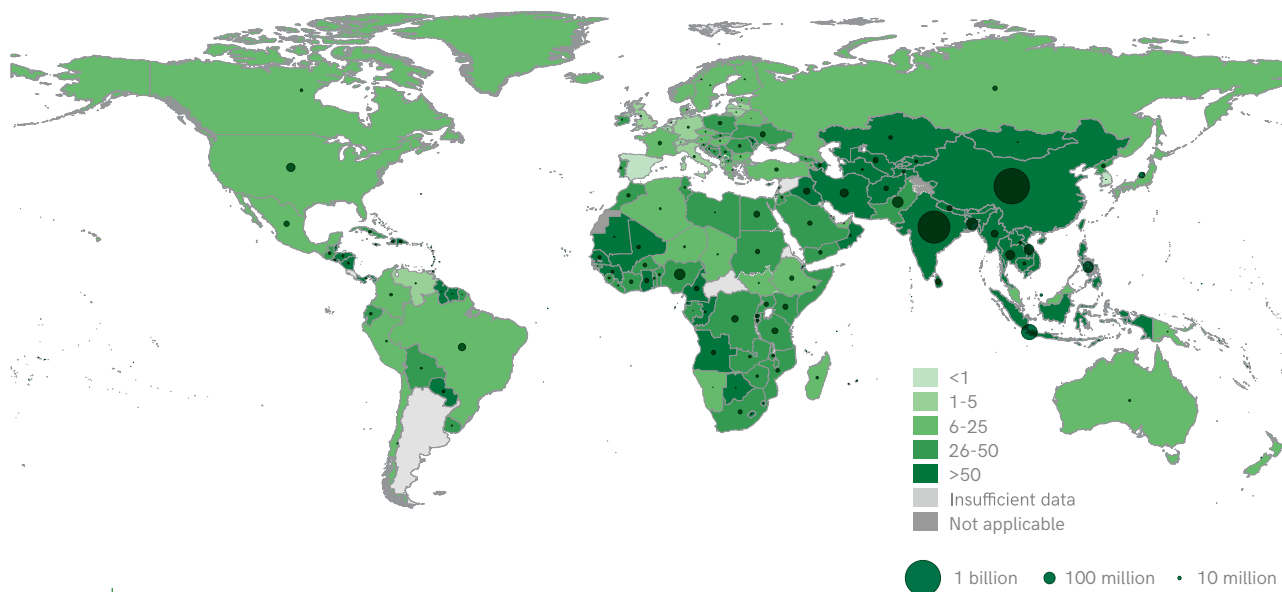 <1
1-5
6-25
26-50
>50
Insufficient data
Not applicable
1 billion 100 million 10 million